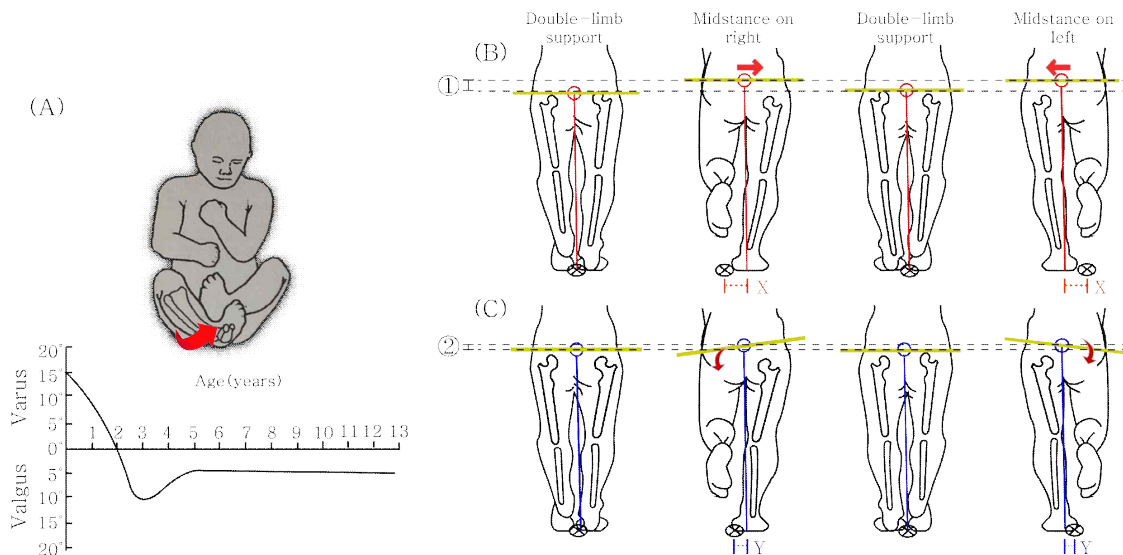 (A)
Age(years)
Varus
20°
15°
10°
5°
0°
1 2 3 4 5 6 7 8 9 10 11 12 13
Valgus
5°
10°
15°
20°
(B)
Double-limb
support
Midstance on
right
Double-limb
support
Midstance on
left
①
X
X
(C)
②
Y
Y